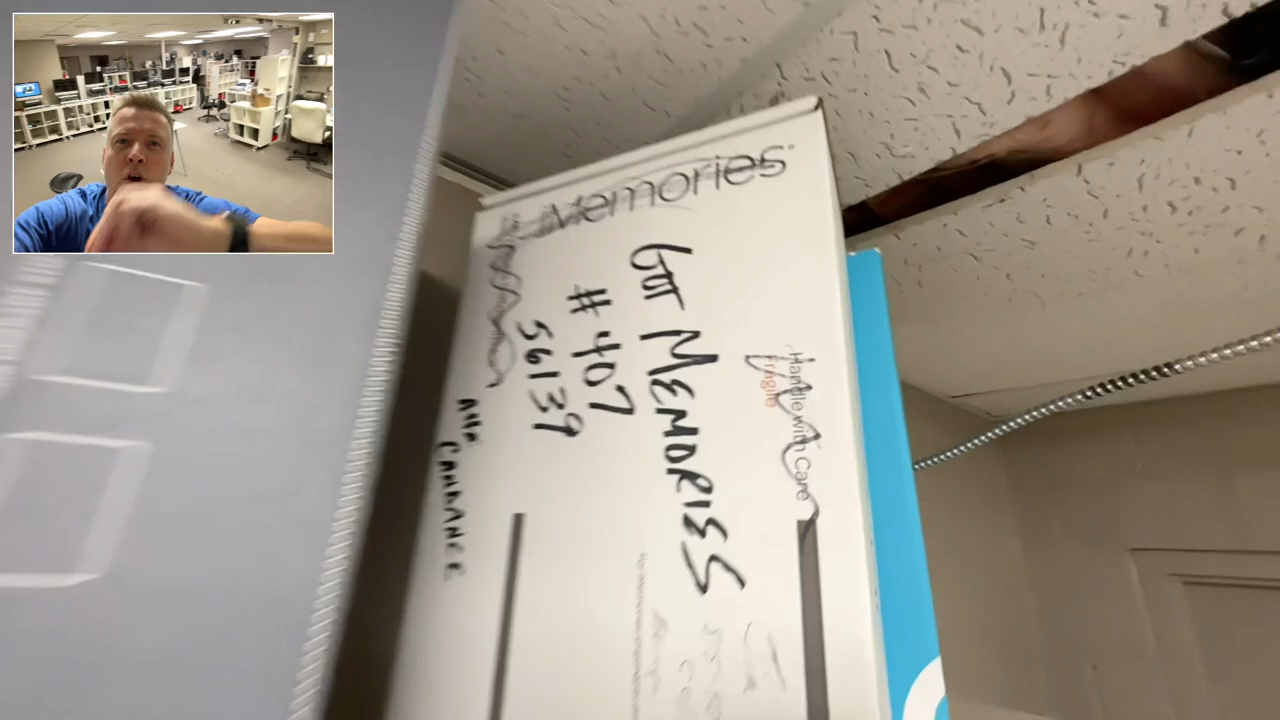 Memories
Handle with Care
Fragile
GOT MEMORIES
#407
56139